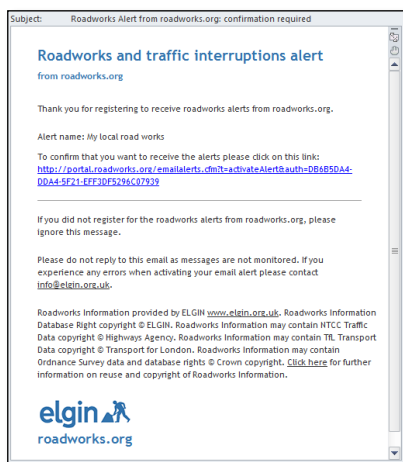 Subject: Roadworks Alert from roadworks.org: confirmation required
Roadworks and traffic interruptions alert
from roadworks.org
Thank you for registering to receive roadworks alerts from roadworks.org.
Alert name: My local road works
To confirm that you want to receive the alerts please click on this link:
http://portal.roadworks.org/emailalerts.cfm?t=activateAlert&auth=DB6B5DA4-
DDA4-5F21-EFF3DF5296C07939
If you did not register for the roadworks alerts from roadworks.org, please
ignore this message.
Please do not reply to this email as messages are not monitored. If you
experience any errors when activating your email alert please contact
info@elgin.org.uk.
Roadworks Information provided by ELGIN www.elgin.org.uk. Roadworks Information
Database Right copyright © ELGIN. Roadworks Information may contain NTCC Traffic
Data copyright © Highways Agency. Roadworks Information may contain TfL Transport
Data copyright © Transport for London. Roadworks Information may contain
Ordnance Survey data and database rights © Crown copyright. Click here for further
information on reuse and copyright of Roadworks Information.
elgin
roadworks.org